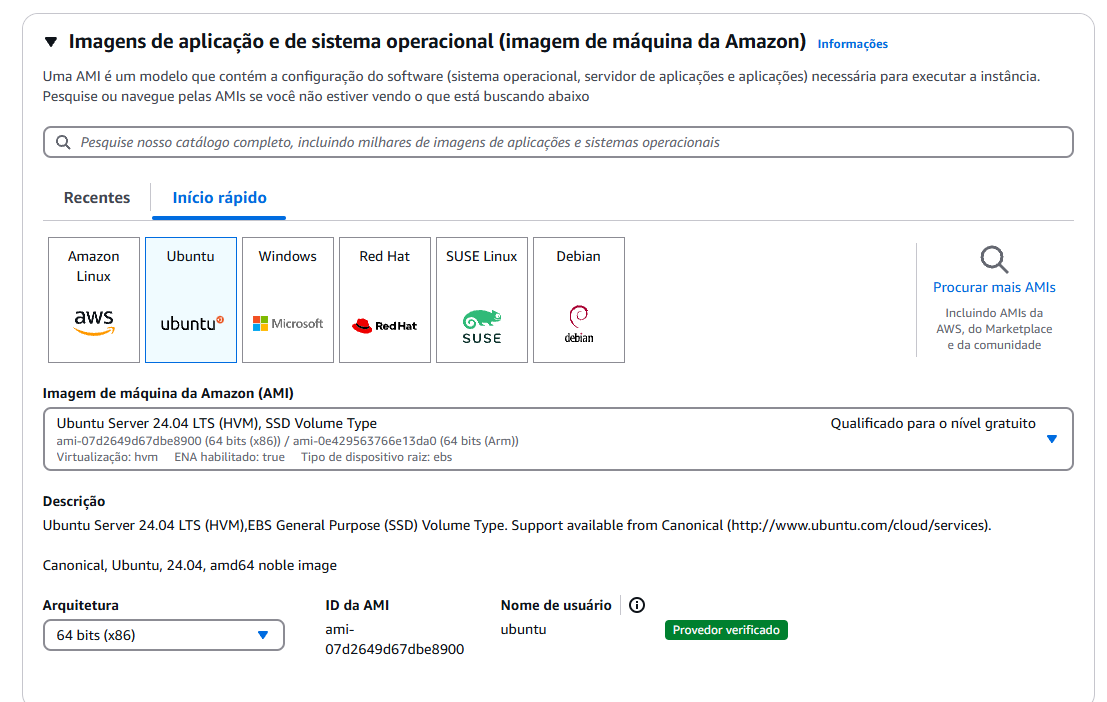 Imagens de aplicação e de sistema operacional (imagem de máquina da Amazon) Informações
Uma AMI é um modelo que contém a configuração do software (sistema operacional, servidor de aplicações e aplicações) necessária para executar a instância.
Pesquise ou navegue pelas AMIs se você não estiver vendo o que está buscando abaixo
Pesquise nosso catálogo completo, incluindo milhares de imagens de aplicações e sistemas operacionais
Recentes
Início rápido
Amazon
Linux
aws
Ubuntu
ubuntu
Windows
Microsoft
Red Hat
Red Hat
SUSE Linux
SUSE
Debian
debian
Procurar mais AMIs
Incluindo AMIs da
AWS, do Marketplace
e da comunidade
Imagem de máquina da Amazon (AMI)
Ubuntu Server 24.04 LTS (HVM), SSD Volume Type
Qualificado para o nível gratuito
ami-07d2649d67dbe8900 (64 bits (x86)) / ami-0e429563766e13da0 (64 bits (Arm))
Virtualização: hvm ENA habilitado: true Tipo de dispositivo raiz: ebs
Descrição
Ubuntu Server 24.04 LTS (HVM),EBS General Purpose (SSD) Volume Type. Support available from Canonical (http://www.ubuntu.com/cloud/services).
Canonical, Ubuntu, 24.04, amd64 noble image
Arquitetura
64 bits (x86)
ID da AMI
ami-
07d2649d67dbe8900
Nome de usuário
ubuntu
Provedor verificado